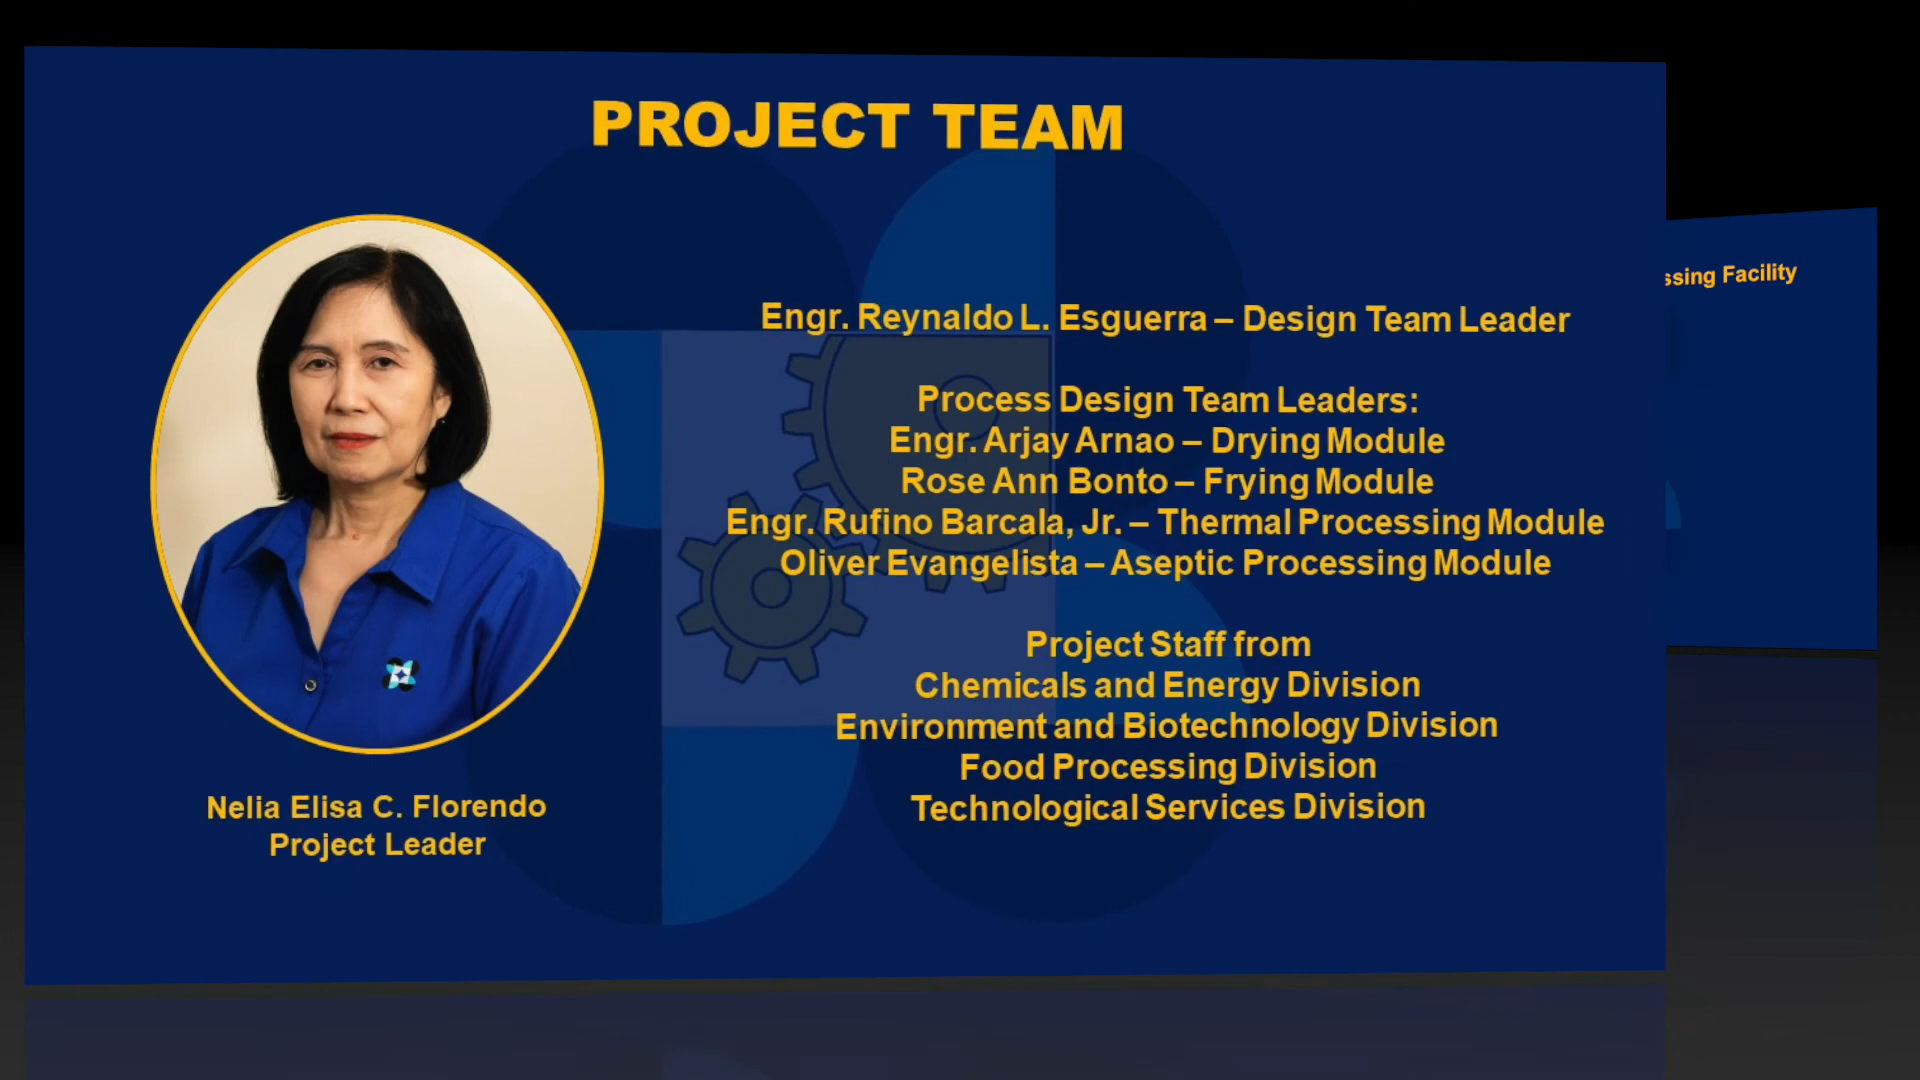 PROJECT TEAM
Engr. Reynaldo L. Esguerra – Design Team Leader
Process Design Team Leaders:
Engr. Arjay Arnao – Drying Module
Rose Ann Bonto – Frying Module
Engr. Rufino Barcala, Jr. – Thermal Processing Module
Oliver Evangelista – Aseptic Processing Module
Project Staff from
Chemicals and Energy Division
Environment and Biotechnology Division
Food Processing Division
Technological Services Division
Nelia Elisa C. Florendo
Project Leader
Facility